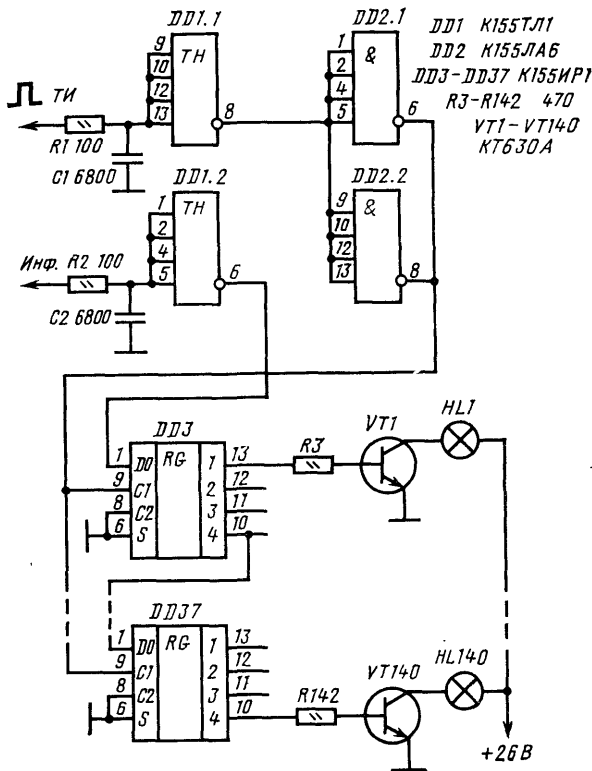 DD1.1
9
10
12
13
TH
8
ТИ
R1 100
C1 6800
DD2.1
1
2
4
5
&
6
DD1 К155ТЛ1
DD2 К155ЛА6
DD3-DD37 К155ИР1
R3-R142 470
VT1-VT140
КТ630А
DD1.2
1
2
4
5
TH
6
Инф. R2 100
C2 6800
DD2.2
9
10
12
13
&
8
DD3
1 D0
9 C1
8 C2
6 S
RG
1 13
2 12
3 11
4 10
R3
VT1
HL1
DD37
1 D0
9 C1
8 C2
6 S
RG
1 13
2 12
3 11
4 10
R142
VT140
HL140
+26В